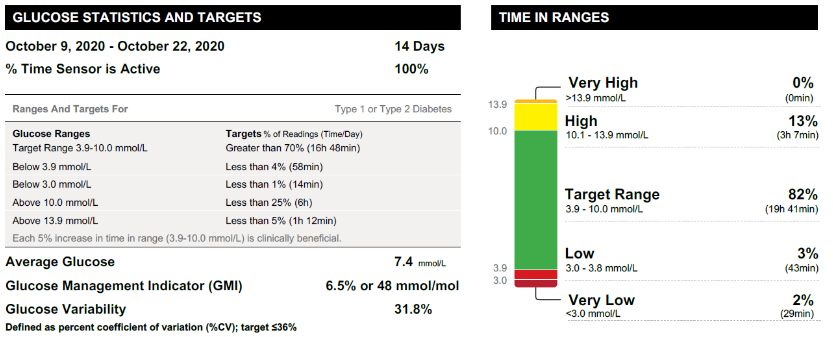 GLUCOSE STATISTICS AND TARGETS
October 9, 2020 - October 22, 2020 14 Days
% Time Sensor is Active 100%
Ranges And Targets For Type 1 or Type 2 Diabetes
Glucose Ranges Targets % of Readings (Time/Day)
Target Range 3.9-10.0 mmol/L Greater than 70% (16h 48min)
Below 3.9 mmol/L Less than 4% (58min)
Below 3.0 mmol/L Less than 1% (14min)
Above 10.0 mmol/L Less than 25% (6h)
Above 13.9 mmol/L Less than 5% (1h 12min)
Each 5% increase in time in range (3.9-10.0 mmol/L) is clinically beneficial.
Average Glucose 7.4 mmol/L
Glucose Management Indicator (GMI) 6.5% or 48 mmol/mol
Glucose Variability 31.8%
Defined as percent coefficient of variation (%CV); target ≤36%
TIME IN RANGES
Very High 0%
>13.9 mmol/L (0min)
13.9
High 13%
10.1 - 13.9 mmol/L (3h 7min)
10.0
Target Range 82%
3.9 - 10.0 mmol/L (19h 41min)
Low 3%
3.9 3.0 - 3.8 mmol/L (43min)
3.0
Very Low 2%
<3.0 mmol/L (29min)